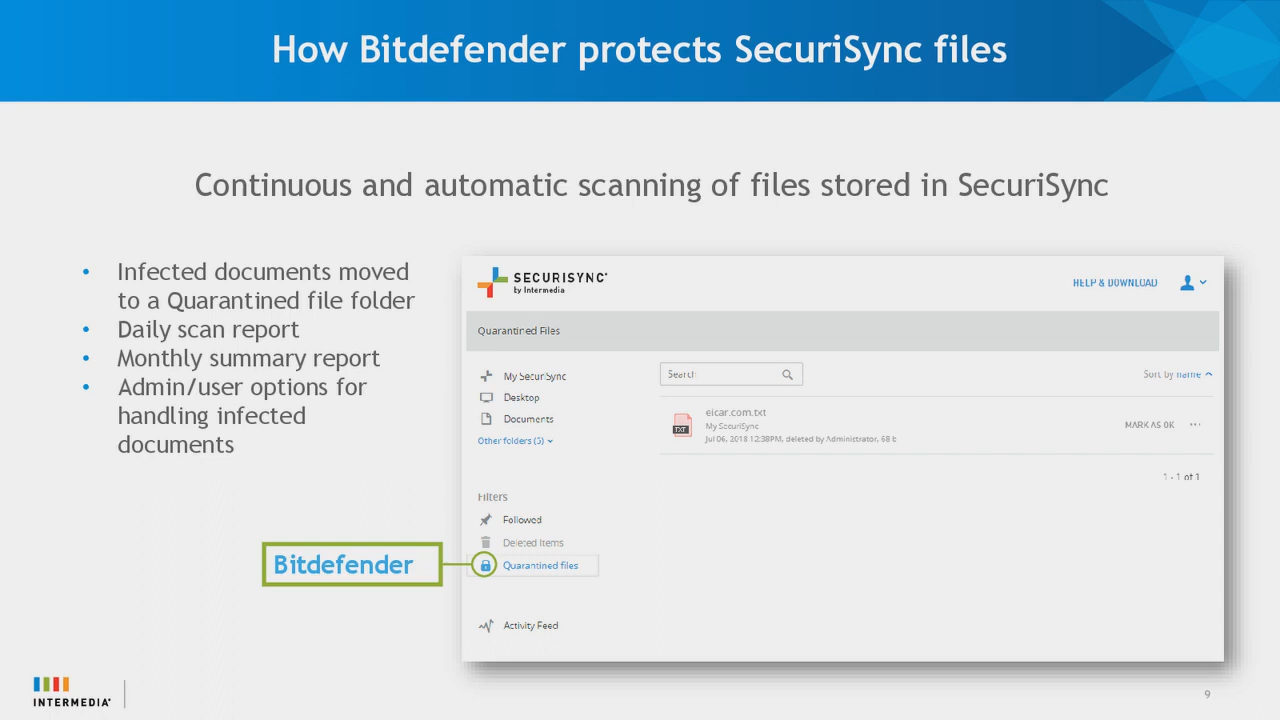 How Bitdefender protects SecuriSync files
Continuous and automatic scanning of files stored in SecuriSync
• Infected documents moved
to a Quarantined file folder
• Daily scan report
• Monthly summary report
• Admin/user options for
handling infected
documents
Bitdefender
SECURISYNC®
by Intermedia
HELP & DOWNLOAD
Quarantined Files
My SecuriSync
Desktop
Documents
Other folders (5)
Filters
Followed
Deleted Items
Quarantined files
Activity Feed
Search
Sort by name
TXT
eicar.com.txt
My SecuriSync
Jul 06, 2018 12:38PM, deleted by Administrator, 68 b
MARK AS OK ...
1 - 1 of 1
INTERMEDIA®
9